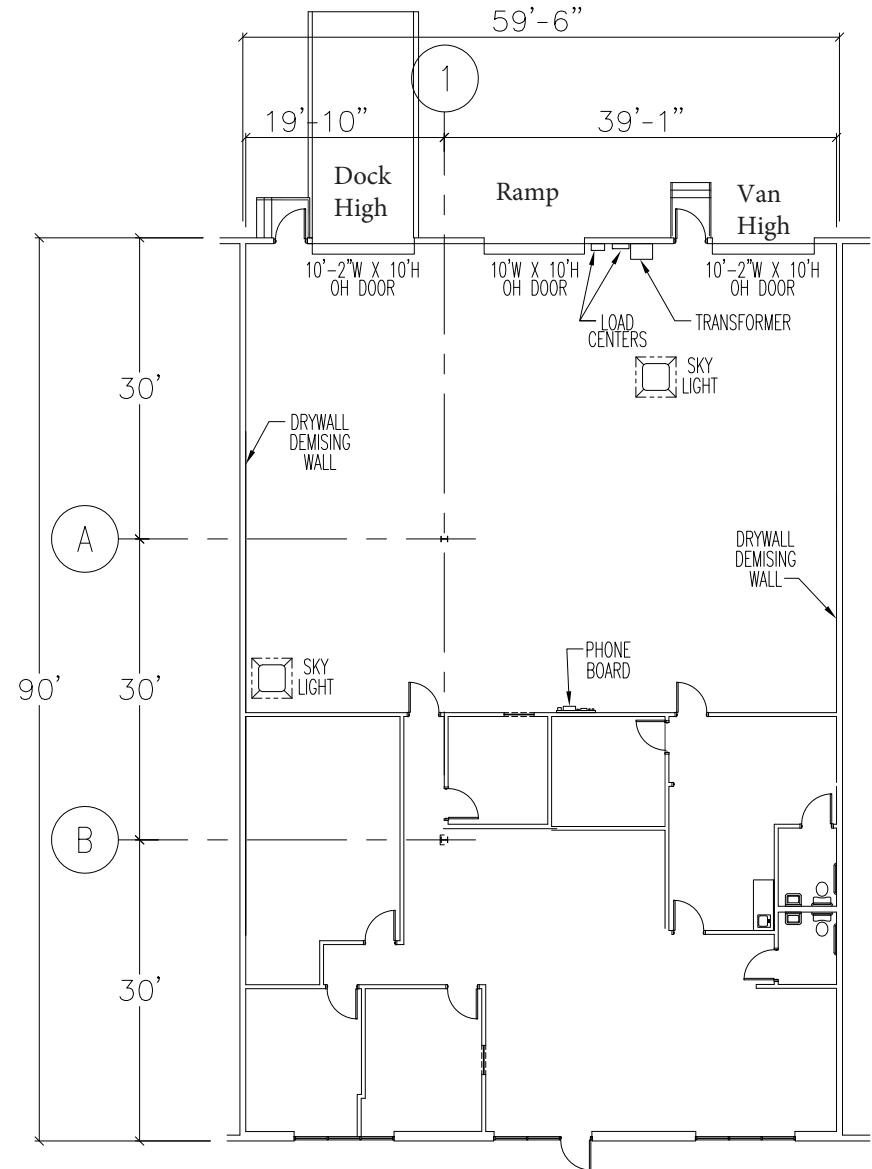 59'-6"
1
19'-10"
39'-1"
Dock
High
Ramp
Van
High
10'-2"W X 10'H
OH DOOR
10'W X 10'H
OH DOOR
10'-2"W X 10'H
OH DOOR
LOAD
CENTERS
TRANSFORMER
SKY
LIGHT
30'
DRYWALL
DEMISING
WALL
A
DRYWALL
DEMISING
WALL
PHONE
BOARD
SKY
LIGHT
90'
30'
B
30'